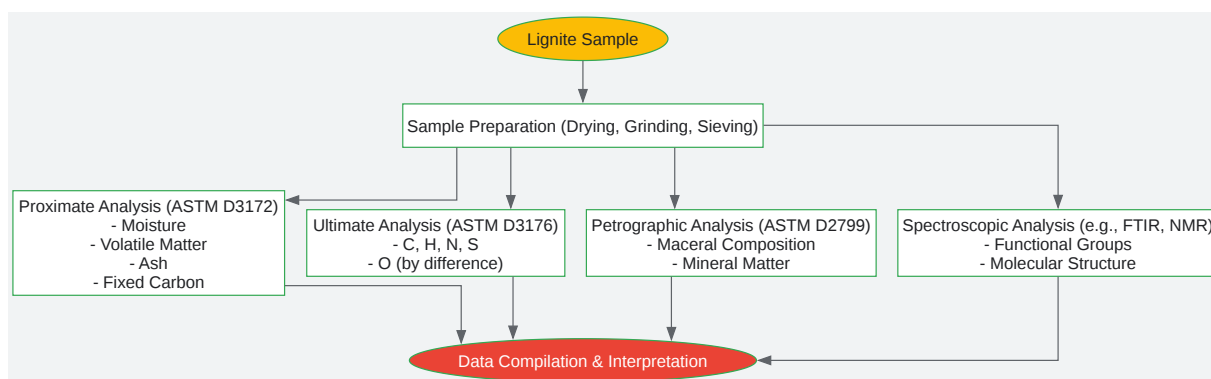 Lignite Sample
Sample Preparation (Drying, Grinding, Sieving)
Proximate Analysis (ASTM D3172)
- Moisture
- Volatile Matter
- Ash
- Fixed Carbon
Ultimate Analysis (ASTM D3176)
- C, H, N, S
- O (by difference)
Petrographic Analysis (ASTM D2799)
- Maceral Composition
- Mineral Matter
Spectroscopic Analysis (e.g., FTIR, NMR)
- Functional Groups
- Molecular Structure
Data Compilation & Interpretation